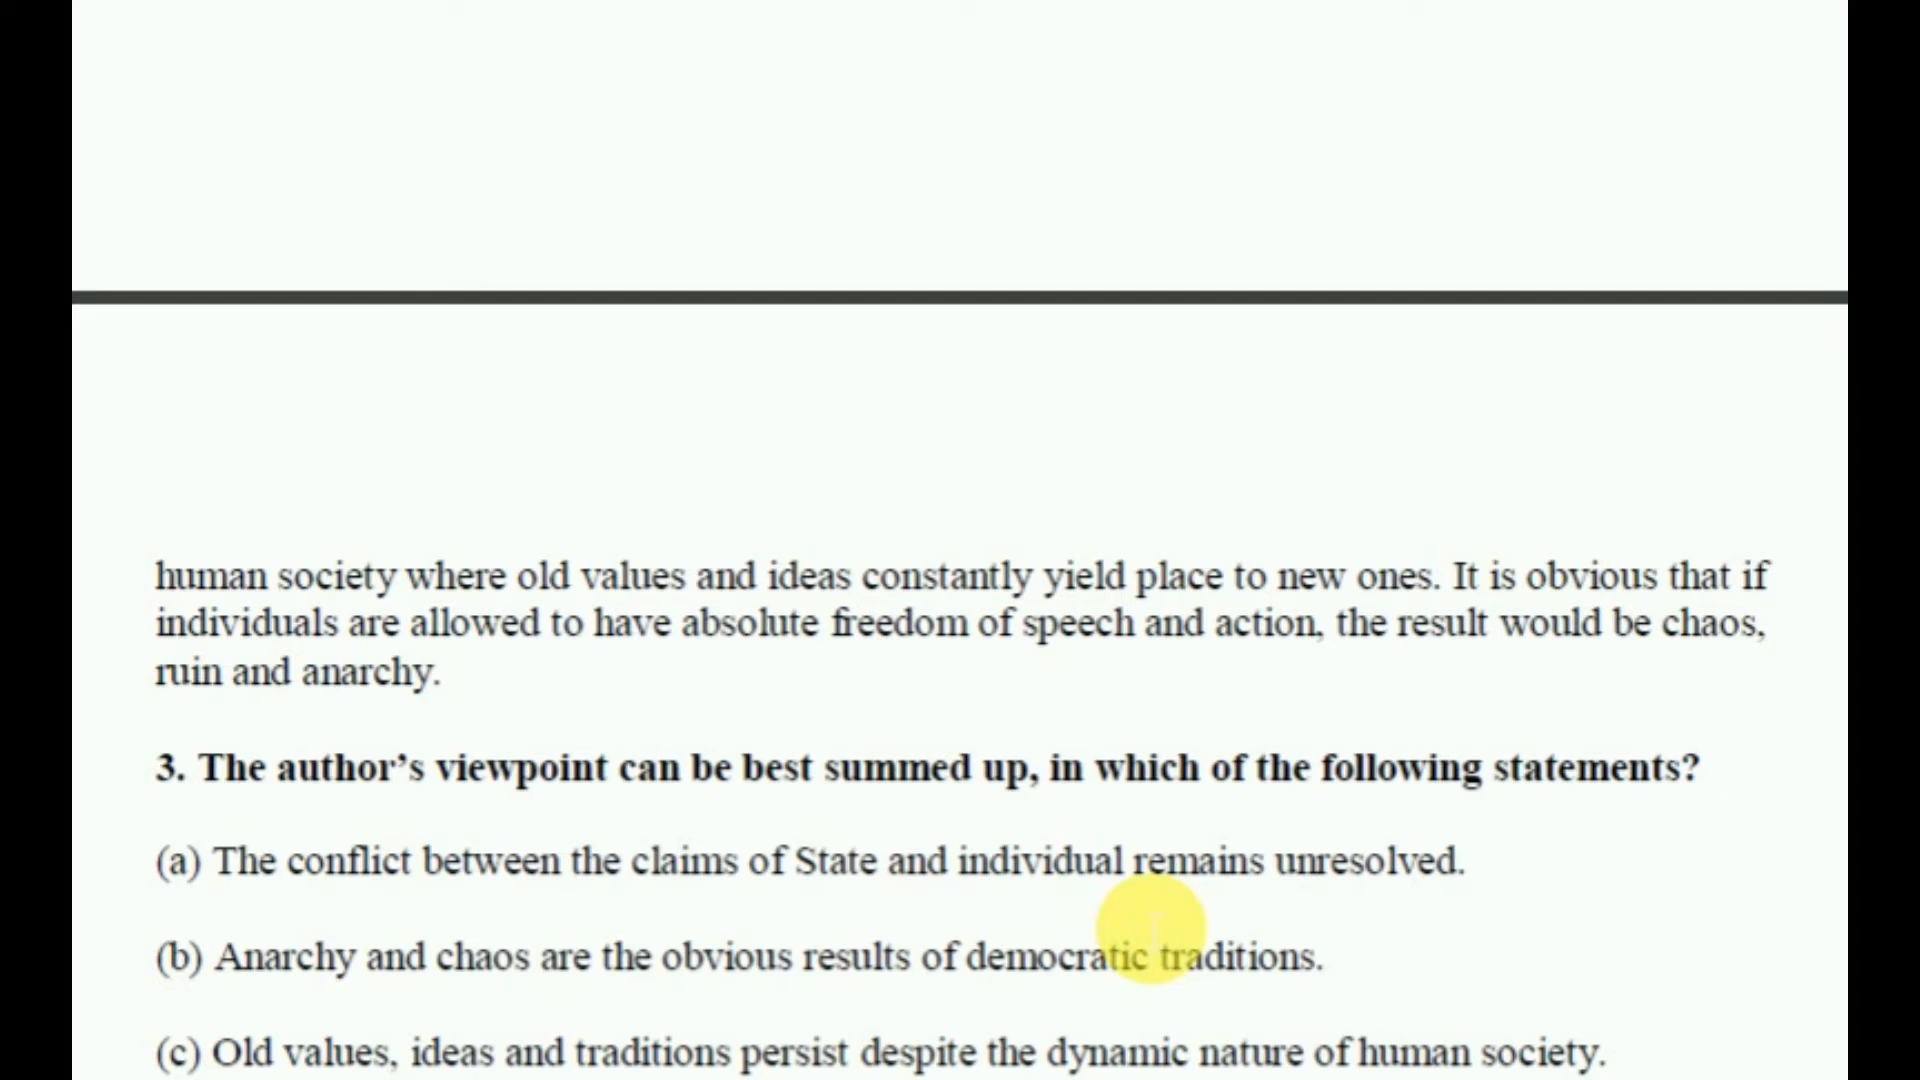 human society where old values and ideas constantly yield place to new ones. It is obvious that if
individuals are allowed to have absolute freedom of speech and action, the result would be chaos,
ruin and anarchy.
3. The author’s viewpoint can be best summed up, in which of the following statements?
(a) The conflict between the claims of State and individual remains unresolved.
(b) Anarchy and chaos are the obvious results of democratic traditions.
(c) Old values, ideas and traditions persist despite the dynamic nature of human society.